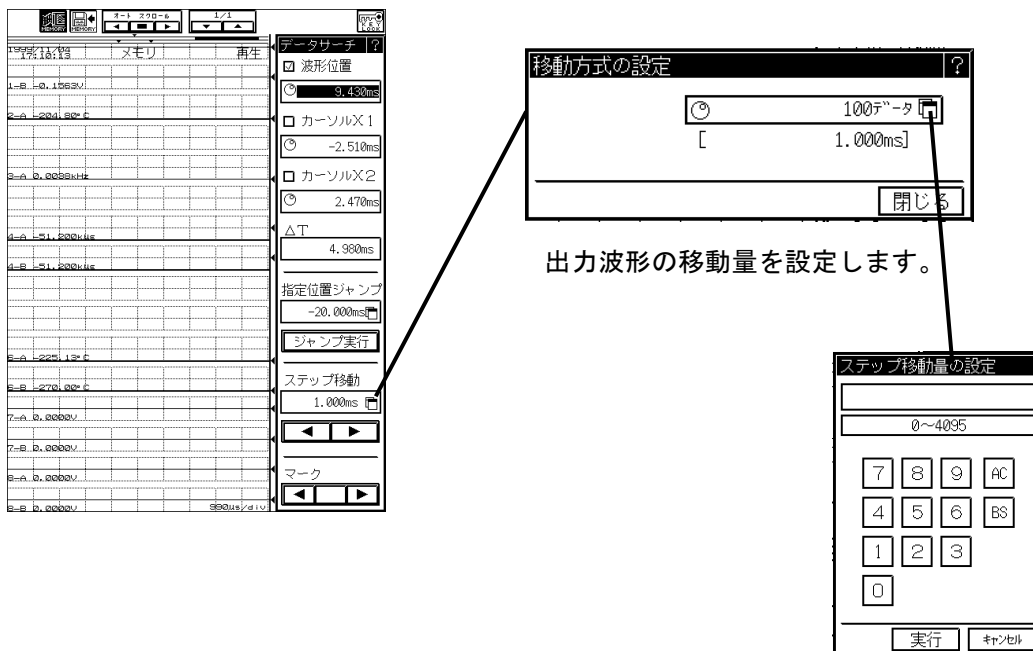 MEMORY MEMORY オート スクロール 1/1 KEY LOCK
1999/11/04
17:10:13 メモリ 再生
1-B -0.1563V
2-A -204.80°C
3-A 0.0038kHz
4-A -51.200kμε
4-B -51.200kμε
6-A -225.13°C
6-B -270.00°C
7-A 0.0000V
7-B 0.0000V
8-A 0.0000V
8-B 0.0000V
990μs/div
データサーチ ?
波形位置
9.430ms
カーソルX1
-2.510ms
カーソルX2
2.470ms
ΔT
4.980ms
指定位置ジャンプ
-20.000ms
ジャンプ実行
ステップ移動
1.000ms
マーク
移動方式の設定 ?
100データ
[ 1.000ms]
閉じる
出力波形の移動量を設定します。
ステップ移動量の設定
0〜4095
7 8 9 AC
4 5 6 BS
1 2 3
0
実行 キャンセル